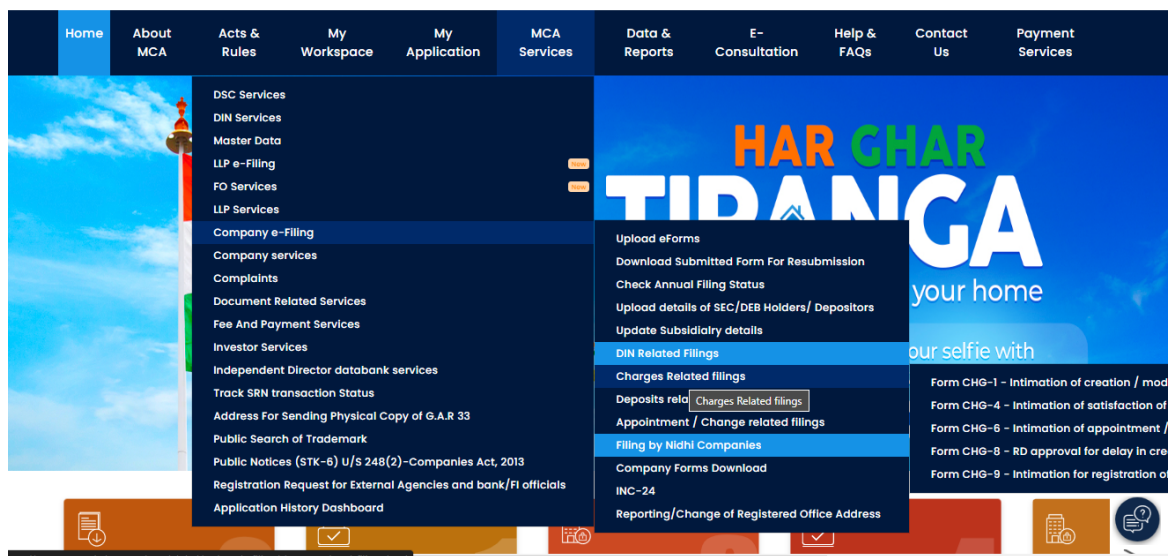 Home
About MCA
Acts & Rules
My Workspace
My Application
MCA Services
Data & Reports
E-Consultation
Help & FAQs
Contact Us
Payment Services
DSC Services
DIN Services
Master Data
LLP e-Filing New
FO Services New
LLP Services
Company e-Filing
Company services
Complaints
Document Related Services
Fee And Payment Services
Investor Services
Independent Director databank services
Track SRN transaction Status
Address For Sending Physical Copy of G.A.R 33
Public Search of Trademark
Public Notices (STK-6) U/S 248(2)-Companies Act, 2013
Registration Request for External Agencies and bank/FI officials
Application History Dashboard
HAR GHAR
TIRANGA
your home
our selfie with
Upload eForms
Download Submitted Form For Resubmission
Check Annual Filing Status
Upload details of SEC/DEB Holders/ Depositors
Update Subsidialry details
DIN Related Filings
Charges Related filings
Deposits rela
Charges Related filings
Appointment / Change related filings
Filing by Nidhi Companies
Company Forms Download
INC-24
Reporting/Change of Registered Office Address
Form CHG-1 - Intimation of creation / mod
Form CHG-4 - Intimation of satisfaction of
Form CHG-6 - Intimation of appointment /
Form CHG-8 - RD approval for delay in cre
Form CHG-9 - Intimation for registration of